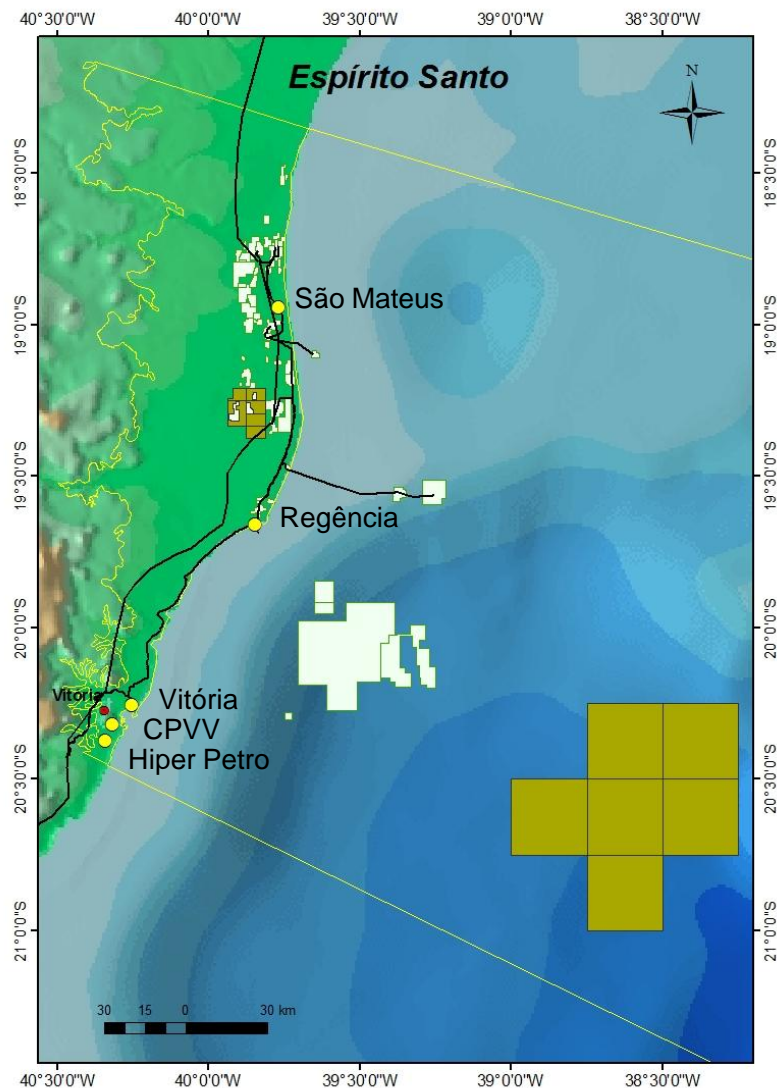 40°30'0"W 40°0'0"W 39°30'0"W 39°0'0"W 38°30'0"W
Espírito Santo
N
18°30'0"S 18°30'0"S
São Mateus
19°0'0"S 19°0'0"S
19°30'0"S 19°30'0"S
Regência
20°0'0"S 20°0'0"S
Vitória
Vitória
CPVV
Hiper Petro
20°30'0"S 20°30'0"S
21°0'0"S 21°0'0"S
30 15 0 30 km
40°30'0"W 40°0'0"W 39°30'0"W 39°0'0"W 38°30'0"W